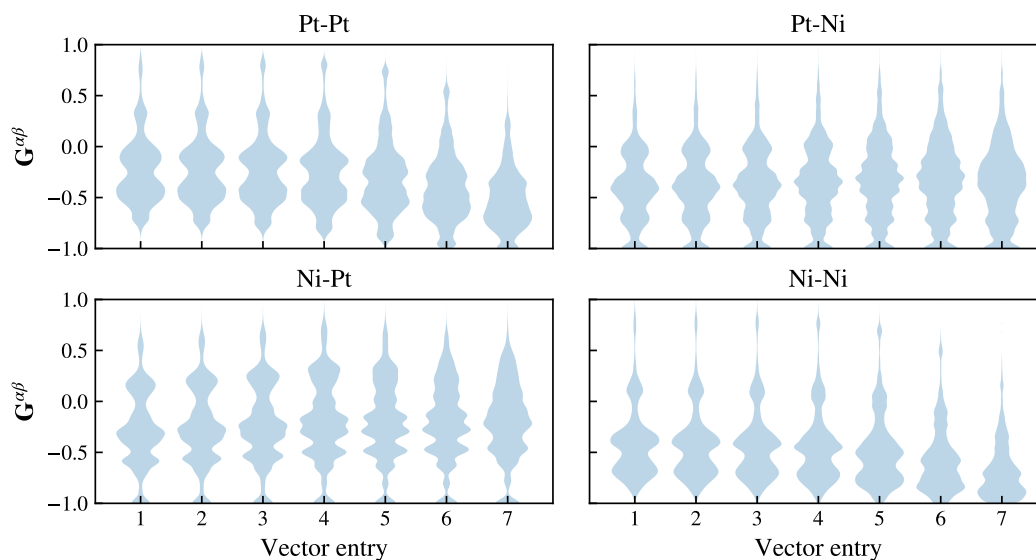 Pt-Pt
Pt-Ni
1.0
0.5
0.0
−0.5
−1.0
G^{αβ}
Ni-Pt
Ni-Ni
1.0
0.5
0.0
−0.5
−1.0
G^{αβ}
1 2 3 4 5 6 7
1 2 3 4 5 6 7
Vector entry
Vector entry